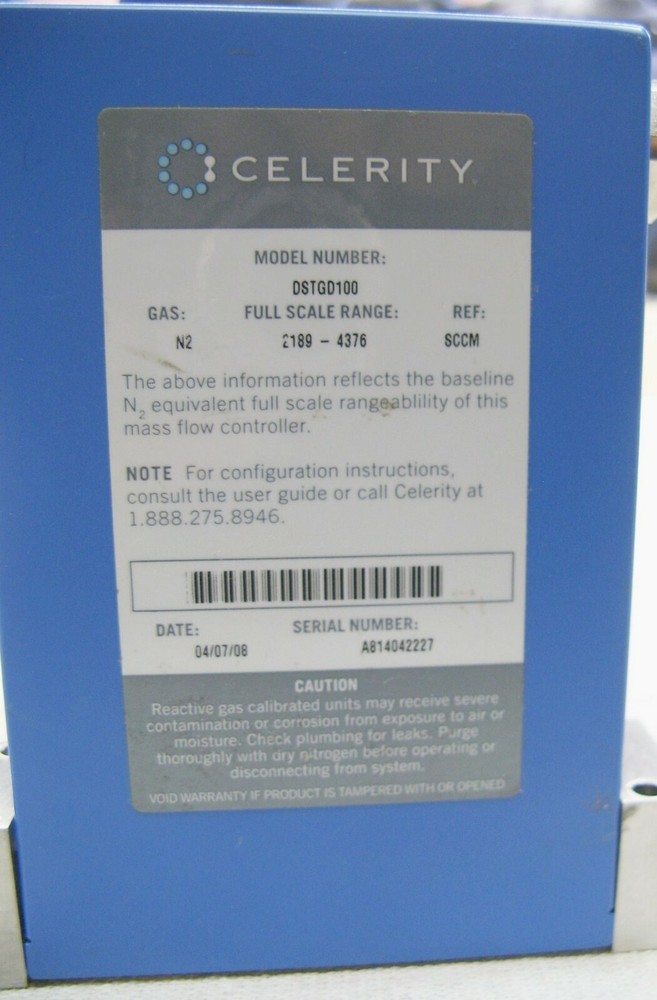 CELERITY
MODEL NUMBER:
DSTGD100
GAS: FULL SCALE RANGE: REF:
N2 2189 - 4376 SCCM
The above information reflects the baseline
N2 equivalent full scale rangeablility of this
mass flow controller.
NOTE For configuration instructions,
consult the user guide or call Celerity at
1.888.275.8946.
DATE: SERIAL NUMBER:
04/07/08 A814042227
CAUTION
Reactive gas calibrated units may receive severe
contamination or corrosion from exposure to air or
moisture. Check plumbing for leaks. Purge
thoroughly with dry nitrogen before operating or
disconnecting from system.
VOID WARRANTY IF PRODUCT IS TAMPERED WITH OR OPENED